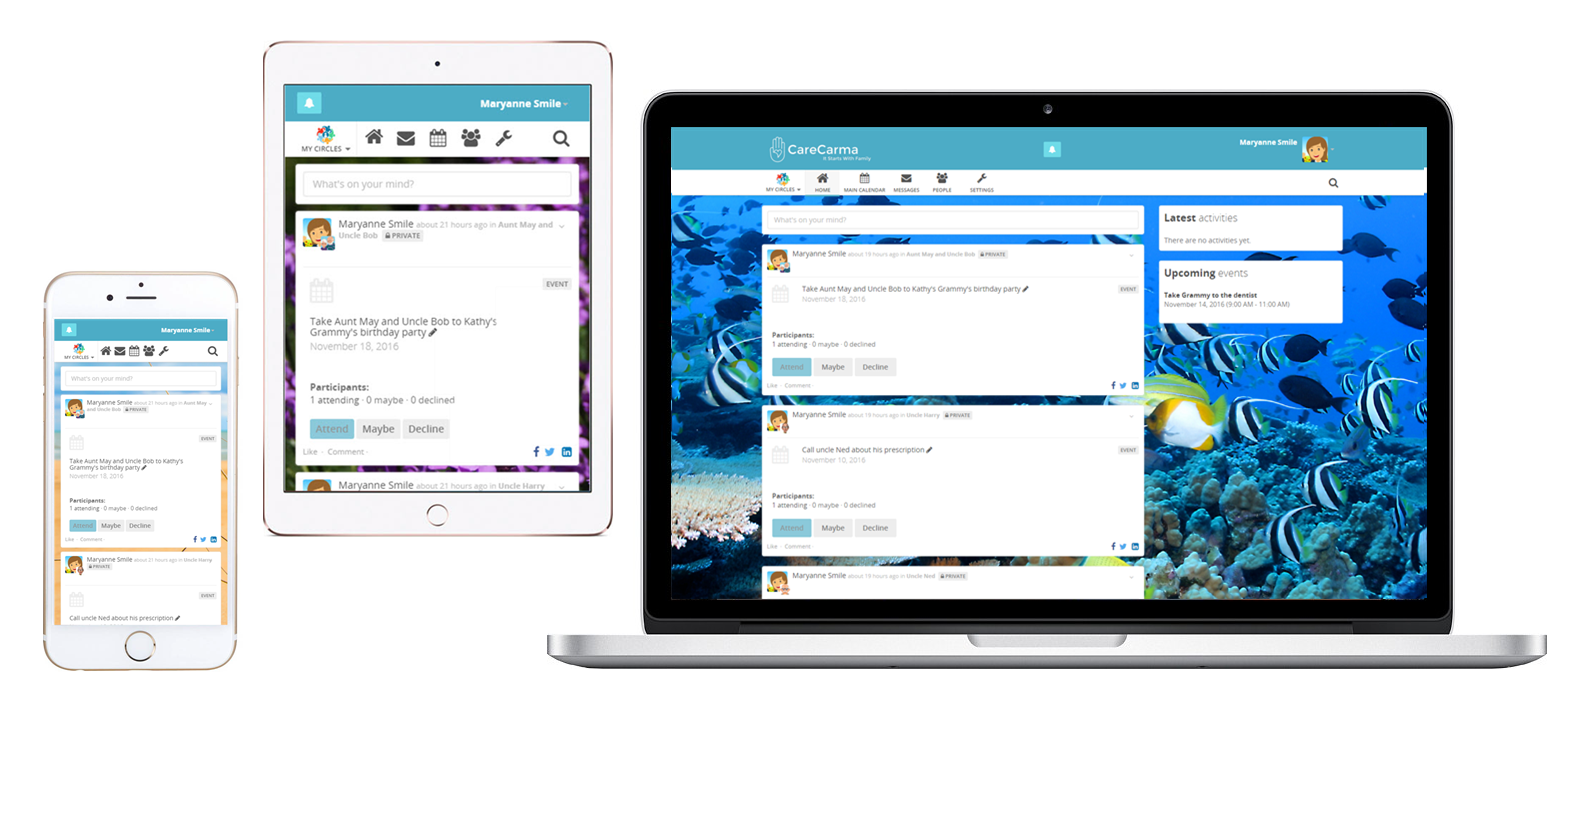 Maryanne Smile
MY CIRCLES
What's on your mind?
Maryanne Smile about 21 hours ago in Aunt May
and Uncle Bob PRIVATE
EVENT
Take Aunt May and Uncle Bob to Kathy's
Grammy's birthday party
November 18, 2016
Participants:
1 attending · 0 maybe · 0 declined
Attend Maybe Decline
Like · Comment ·
Maryanne Smile about 21 hours ago in Uncle Harry
PRIVATE
EVENT
Call uncle Ned about his prescription
Maryanne Smile
MY CIRCLES
What's on your mind?
Maryanne Smile about 21 hours ago in Aunt May and
Uncle Bob PRIVATE
EVENT
Take Aunt May and Uncle Bob to Kathy's
Grammy's birthday party
November 18, 2016
Participants:
1 attending · 0 maybe · 0 declined
Attend Maybe Decline
Like · Comment ·
Maryanne Smile about 21 hours ago in Uncle Harry
CareCarma
It Starts With Family
Maryanne Smile
MY CIRCLES HOME MAIN CALENDAR MESSAGES PEOPLE SETTINGS
What's on your mind?
Maryanne Smile about 19 hours ago in Aunt May and Uncle Bob PRIVATE
Take Aunt May and Uncle Bob to Kathy's Grammy's birthday party EVENT
November 18, 2016
Participants:
1 attending · 0 maybe · 0 declined
Attend Maybe Decline
Like · Comment ·
Maryanne Smile about 19 hours ago in Uncle Harry PRIVATE
Call uncle Ned about his prescription EVENT
November 10, 2016
Participants:
1 attending · 0 maybe · 0 declined
Attend Maybe Decline
Like · Comment ·
Maryanne Smile about 19 hours ago in Uncle Ned PRIVATE
Latest activities
There are no activities yet.
Upcoming events
Take Grammy to the dentist
November 14, 2016 (9:00 AM - 11:00 AM)